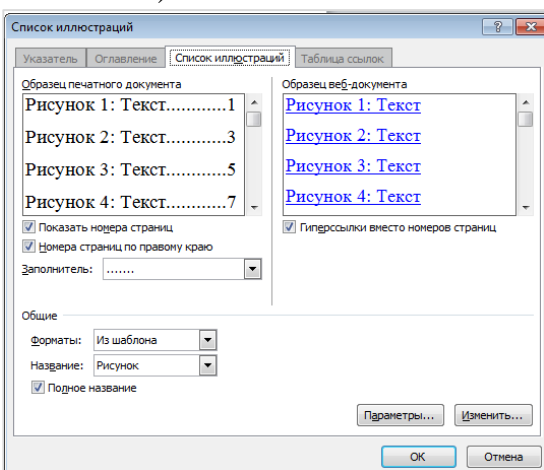 Список иллюстраций
Указатель Оглавление Список иллюстраций Таблица ссылок
Образец печатного документа
Рисунок 1: Текст............1
Рисунок 2: Текст............3
Рисунок 3: Текст............5
Рисунок 4: Текст............7
Показать номера страниц
Номера страниц по правому краю
Заполнитель: .......
Образец веб-документа
Рисунок 1: Текст
Рисунок 2: Текст
Рисунок 3: Текст
Рисунок 4: Текст
Гиперссылки вместо номеров страниц
Общие
Форматы: Из шаблона
Название: Рисунок
Полное название
Параметры... Изменить...
ОК Отмена